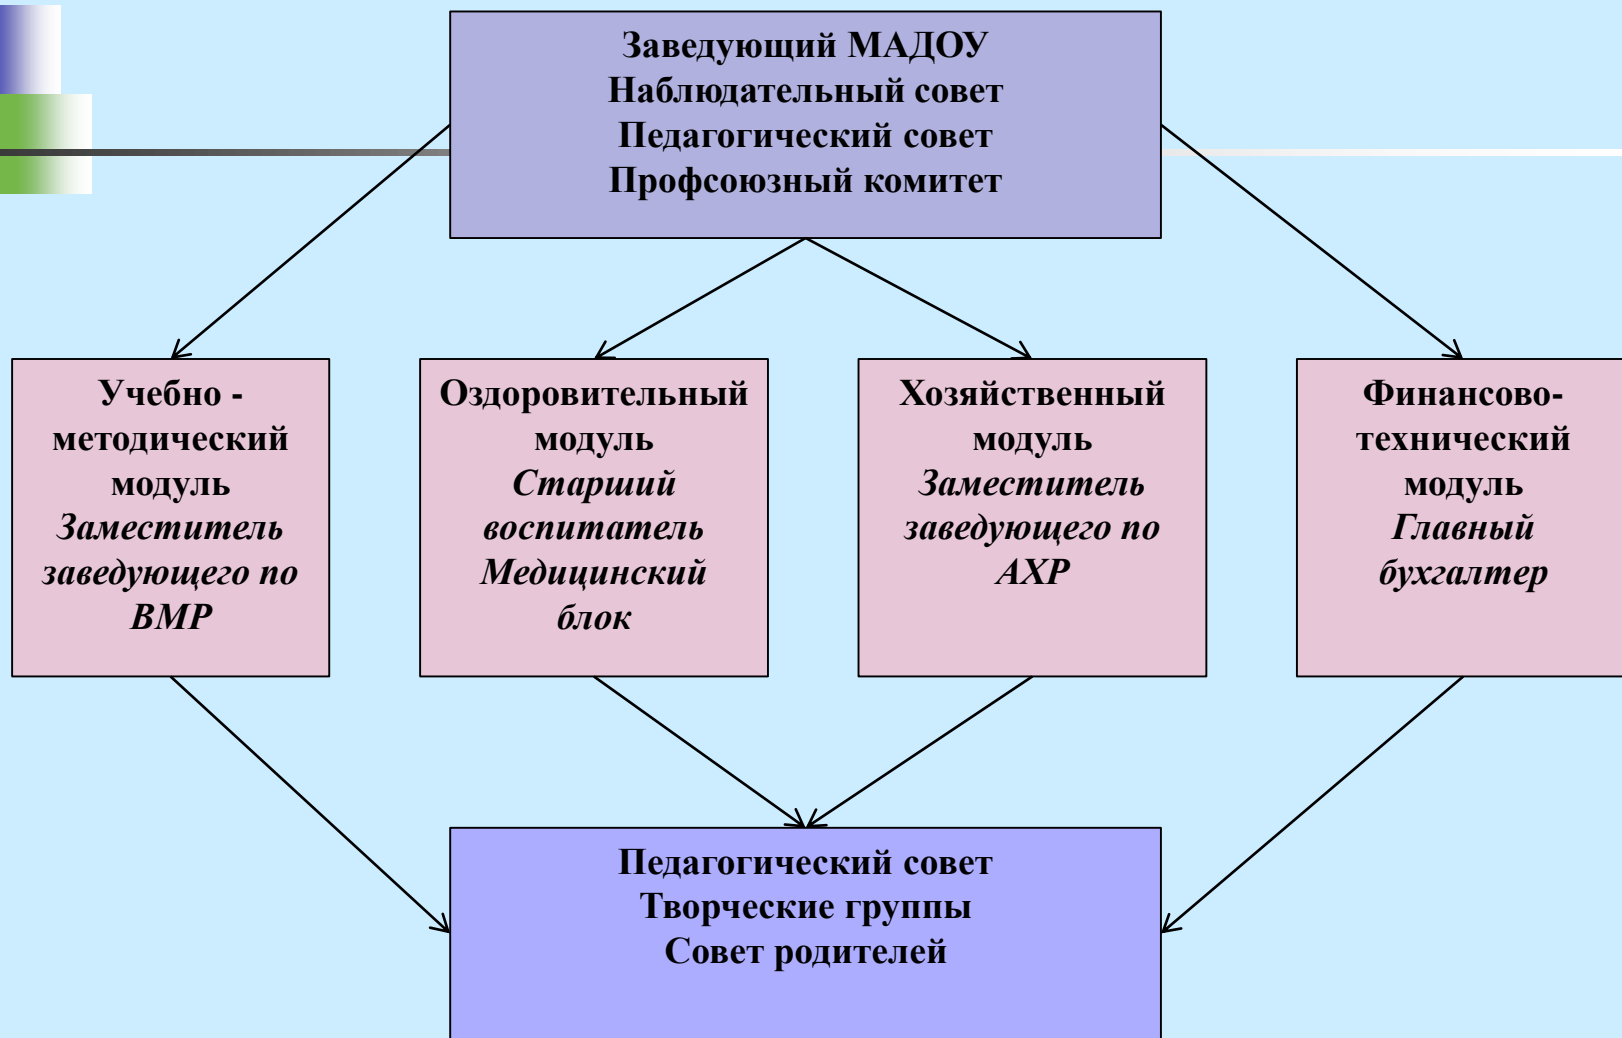 Заведующий МАДОУ
Наблюдательный совет
Педагогический совет
Профсоюзный комитет
Учебно -
методический
модуль
Заместитель
заведующего по
ВМР
Оздоровительный
модуль
Старший
воспитатель
Медицинский
блок
Хозяйственный
модуль
Заместитель
заведующего по
АХР
Финансово-
технический
модуль
Главный
бухгалтер
Педагогический совет
Творческие группы
Совет родителей